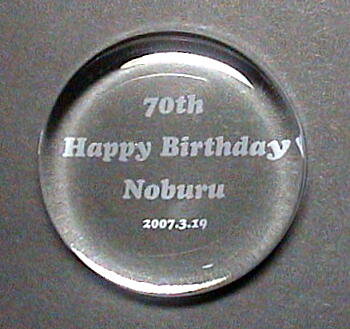 70th
Happy Birthday
Noburu
2007.3.19